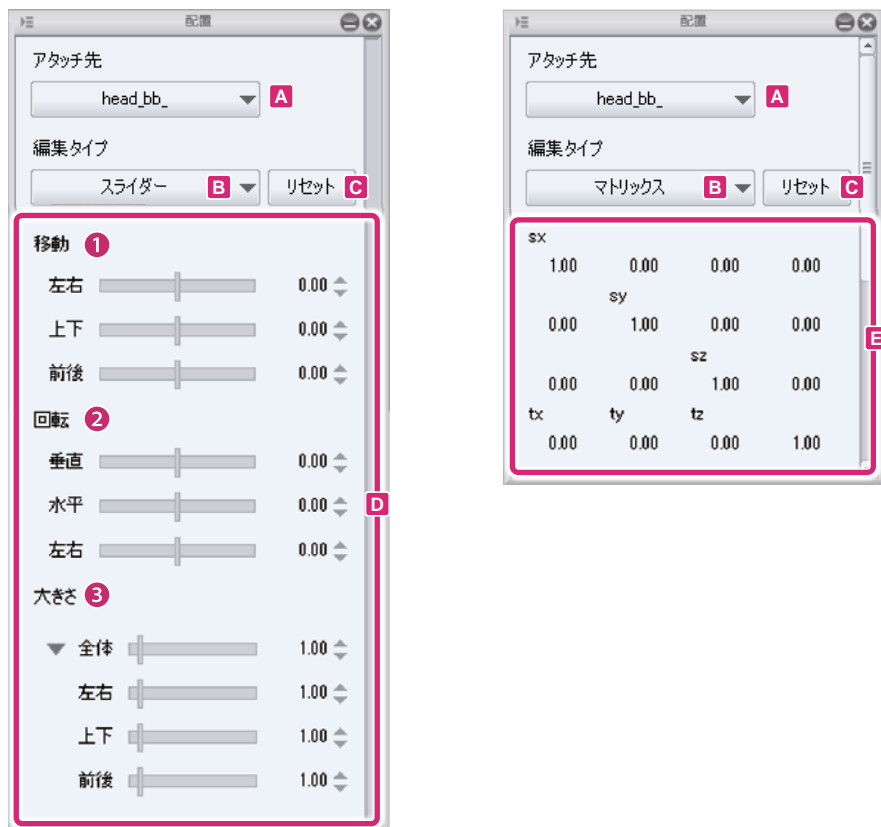 配置
アタッチ先
head_bb_ A
編集タイプ
スライダー B リセット C
移動 1
左右 0.00
上下 0.00
前後 0.00
回転 2
垂直 0.00
水平 0.00
左右 0.00
D
大きさ 3
全体 1.00
左右 1.00
上下 1.00
前後 1.00
配置
アタッチ先
head_bb_ A
編集タイプ
マトリックス B リセット C
sx
1.00 0.00 0.00 0.00
sy
0.00 1.00 0.00 0.00
E
sz
0.00 0.00 1.00 0.00
tx ty tz
0.00 0.00 0.00 1.00